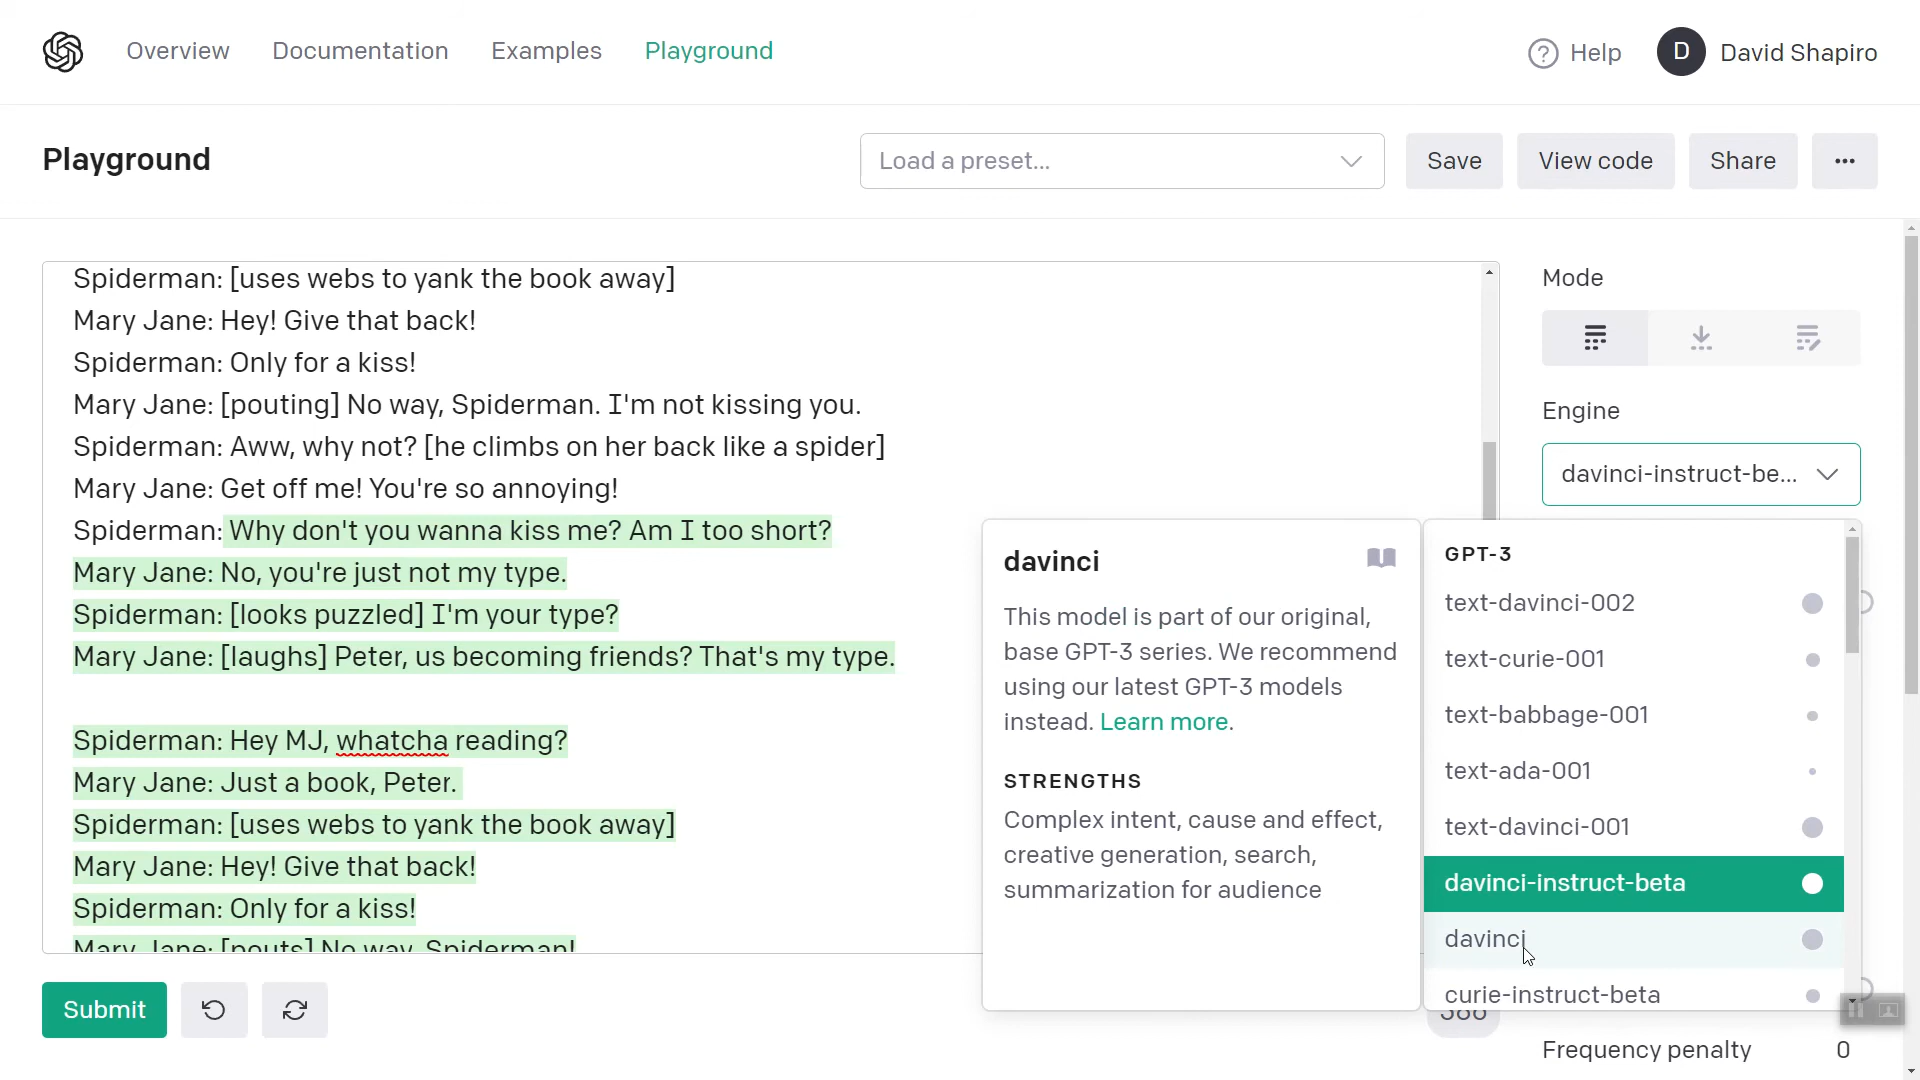 Overview Documentation Examples Playground
Help D David Shapiro
Playground
Load a preset...
Save View code Share ...
Spiderman: [uses webs to yank the book away]
Mary Jane: Hey! Give that back!
Spiderman: Only for a kiss!
Mary Jane: [pouting] No way, Spiderman. I'm not kissing you.
Spiderman: Aww, why not? [he climbs on her back like a spider]
Mary Jane: Get off me! You're so annoying!
Spiderman: Why don't you wanna kiss me? Am I too short?
Mary Jane: No, you're just not my type.
Spiderman: [looks puzzled] I'm your type?
Mary Jane: [laughs] Peter, us becoming friends? That's my type.
Spiderman: Hey MJ, whatcha reading?
Mary Jane: Just a book, Peter.
Spiderman: [uses webs to yank the book away]
Mary Jane: Hey! Give that back!
Spiderman: Only for a kiss!
Mary Jane: [pouts] No way, Spiderman!
Submit
Mode
Engine
davinci-instruct-be...
davinci
This model is part of our original,
base GPT-3 series. We recommend
using our latest GPT-3 models
instead. Learn more.
STRENGTHS
Complex intent, cause and effect,
creative generation, search,
summarization for audience
GPT-3
text-davinci-002
text-curie-001
text-babbage-001
text-ada-001
text-davinci-001
davinci-instruct-beta
davinci
curie-instruct-beta
Frequency penalty 0